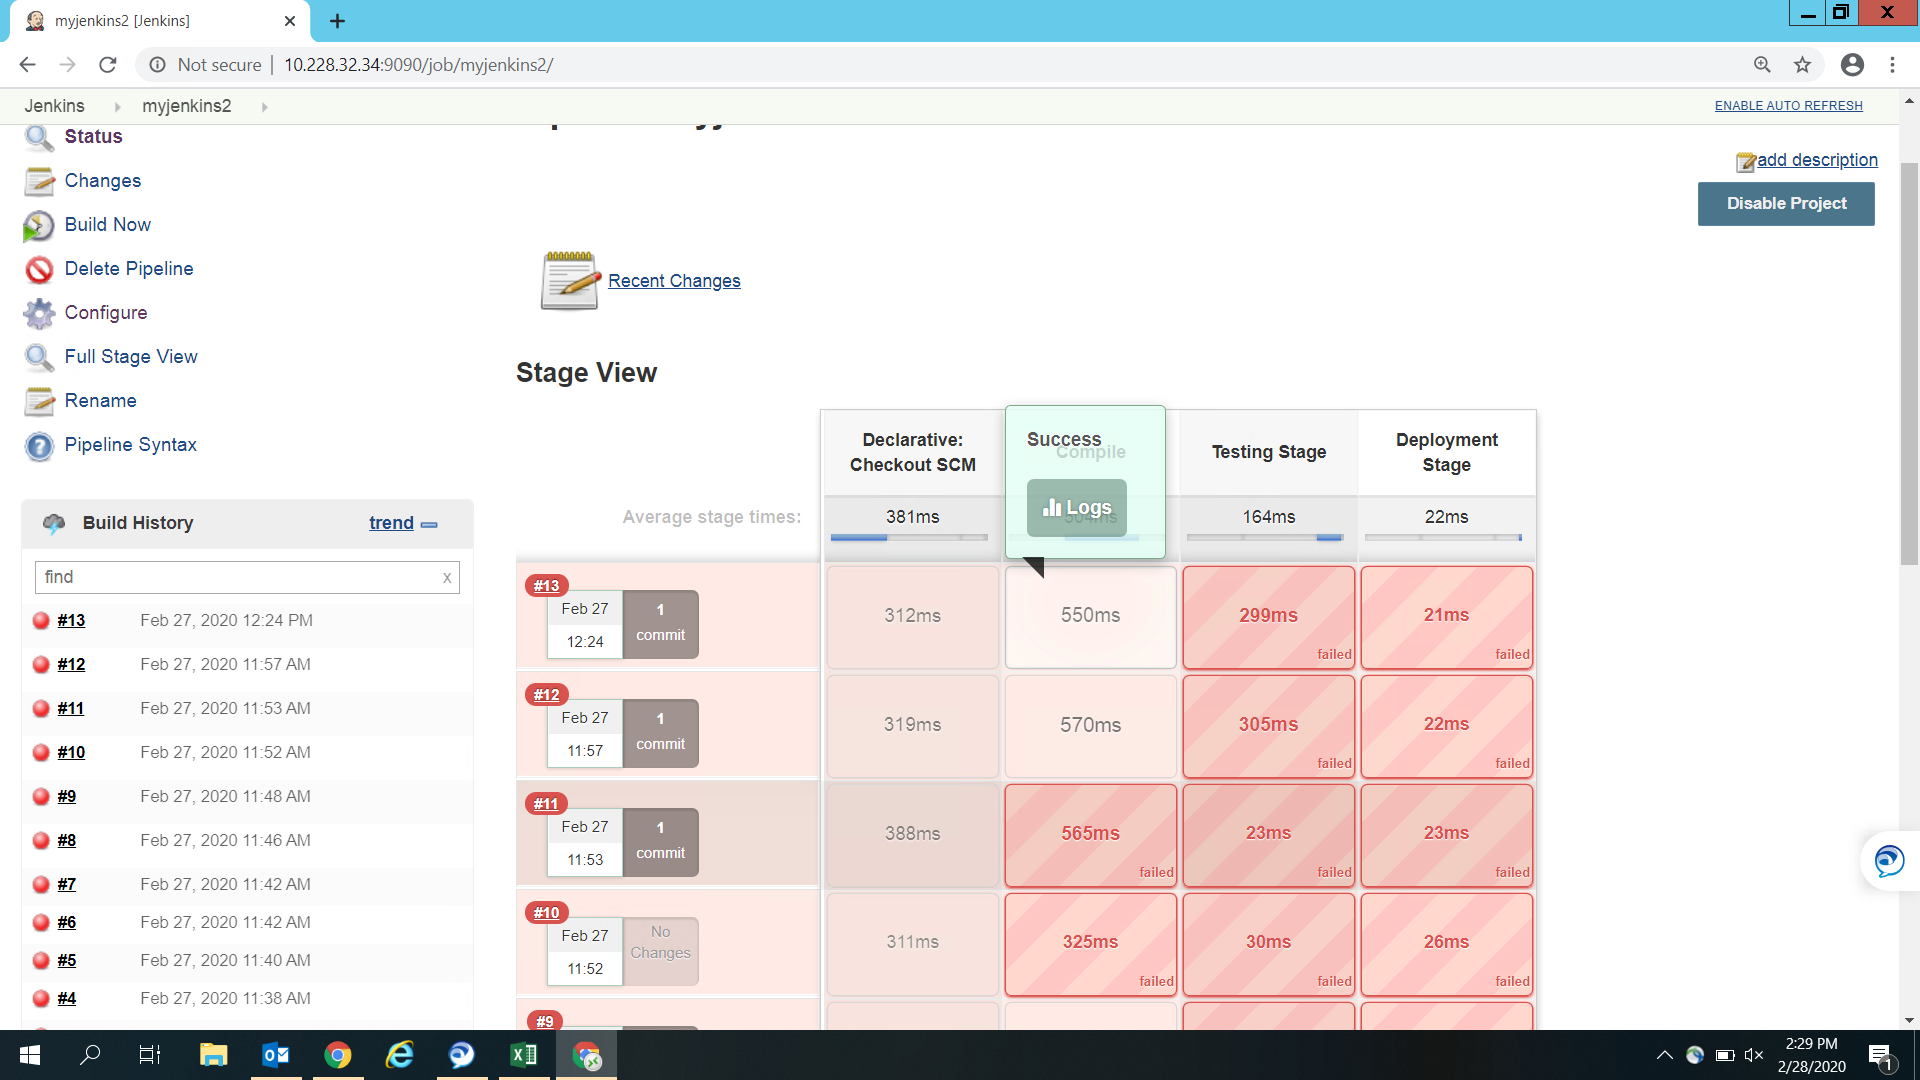 myjenkins2 [Jenkins]
Not secure | 10.228.32.34:9090/job/myjenkins2/
Jenkins
myjenkins2
ENABLE AUTO REFRESH
Status
Changes
Build Now
Delete Pipeline
Configure
Full Stage View
Rename
Pipeline Syntax
add description
Disable Project
Recent Changes
Stage View
Declarative:
Checkout SCM
Success
Compile
Logs
Testing Stage
Deployment
Stage
Average stage times:
381ms
164ms
22ms
Build History
trend
find
x
#13 Feb 27, 2020 12:24 PM
#12 Feb 27, 2020 11:57 AM
#11 Feb 27, 2020 11:53 AM
#10 Feb 27, 2020 11:52 AM
#9 Feb 27, 2020 11:48 AM
#8 Feb 27, 2020 11:46 AM
#7 Feb 27, 2020 11:42 AM
#6 Feb 27, 2020 11:42 AM
#5 Feb 27, 2020 11:40 AM
#4 Feb 27, 2020 11:38 AM
#13
Feb 27
12:24
1
commit
312ms
550ms
299ms
failed
21ms
failed
#12
Feb 27
11:57
1
commit
319ms
570ms
305ms
failed
22ms
failed
#11
Feb 27
11:53
1
commit
388ms
565ms
failed
23ms
failed
23ms
failed
#10
Feb 27
11:52
No
Changes
311ms
325ms
failed
30ms
failed
26ms
failed
#9
2:29 PM
2/28/2020
1